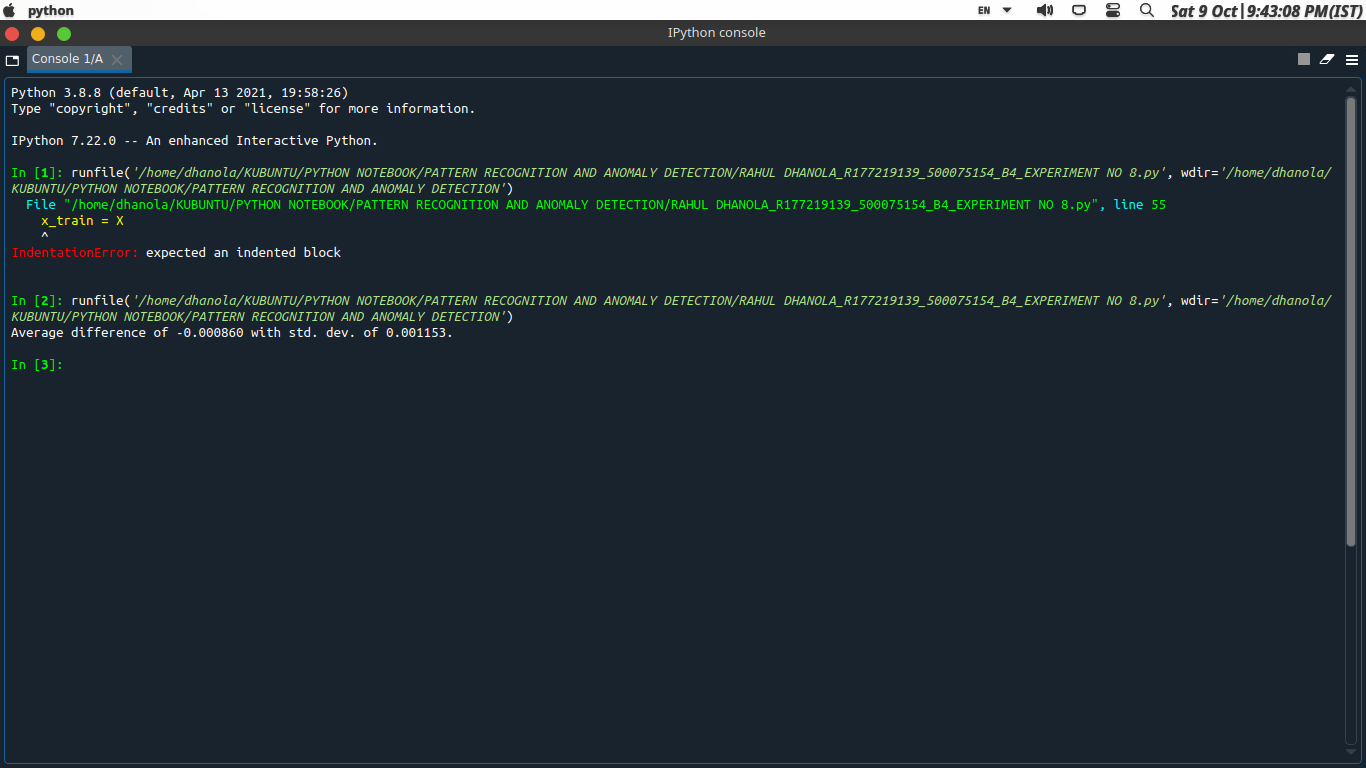 python
EN
Sat 9 Oct|9:43:08 PM(IST)
IPython console
Console 1/A
Python 3.8.8 (default, Apr 13 2021, 19:58:26)
Type "copyright", "credits" or "license" for more information.
IPython 7.22.0 -- An enhanced Interactive Python.
In [1]: runfile('/home/dhanola/KUBUNTU/PYTHON NOTEBOOK/PATTERN RECOGNITION AND ANOMALY DETECTION/RAHUL DHANOLA_R177219139_500075154_B4_EXPERIMENT NO 8.py', wdir='/home/dhanola/
KUBUNTU/PYTHON NOTEBOOK/PATTERN RECOGNITION AND ANOMALY DETECTION')
File "/home/dhanola/KUBUNTU/PYTHON NOTEBOOK/PATTERN RECOGNITION AND ANOMALY DETECTION/RAHUL DHANOLA_R177219139_500075154_B4_EXPERIMENT NO 8.py", line 55
x_train = X
^
IndentationError: expected an indented block
In [2]: runfile('/home/dhanola/KUBUNTU/PYTHON NOTEBOOK/PATTERN RECOGNITION AND ANOMALY DETECTION/RAHUL DHANOLA_R177219139_500075154_B4_EXPERIMENT NO 8.py', wdir='/home/dhanola/
KUBUNTU/PYTHON NOTEBOOK/PATTERN RECOGNITION AND ANOMALY DETECTION')
Average difference of -0.000860 with std. dev. of 0.001153.
In [3]: